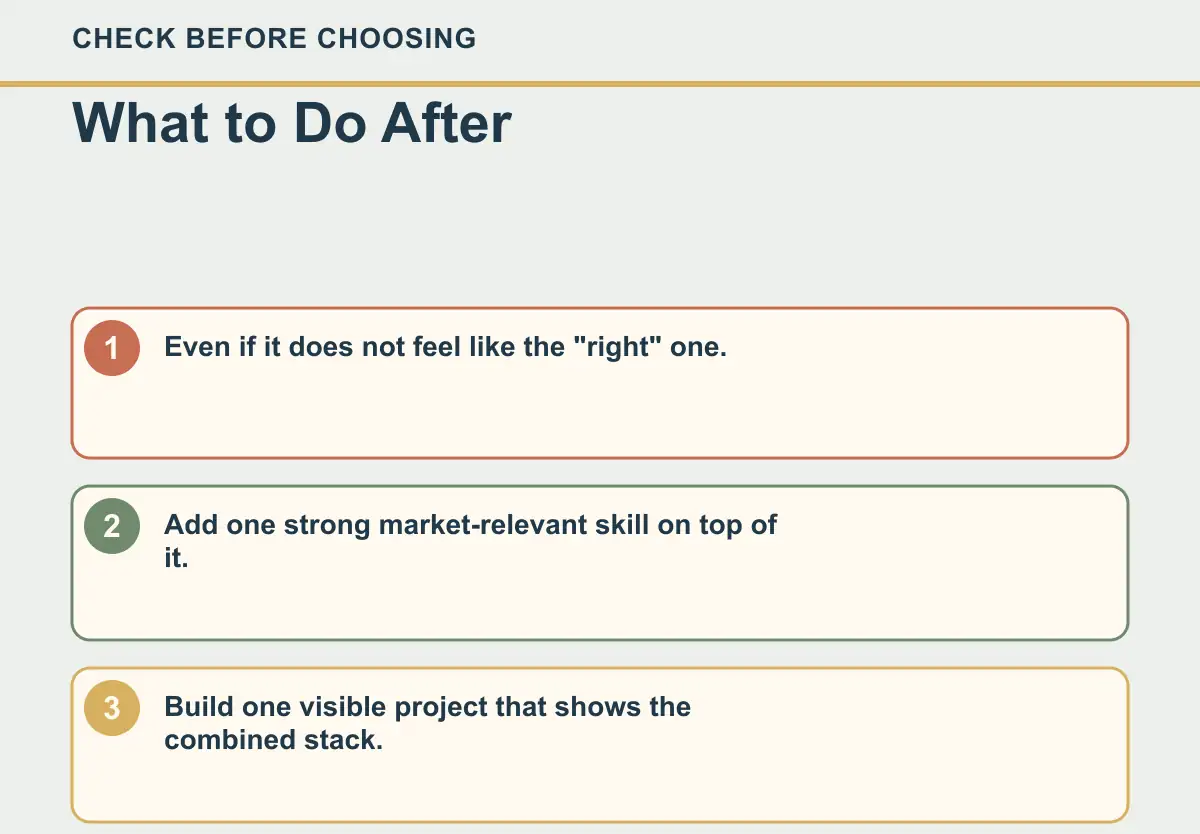 CHECK BEFORE CHOOSING
What to Do After
1
Even if it does not feel like the "right" one.
2
Add one strong market-relevant skill on top of
it.
3
Build one visible project that shows the
combined stack.